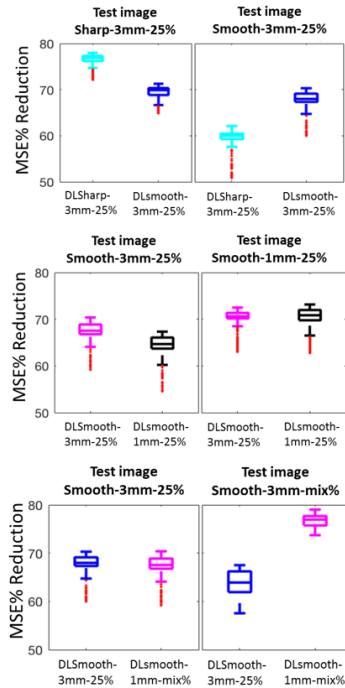 Test image
Sharp-3mm-25%
Test image
Smooth-3mm-25%
MSE% Reduction
80
70
60
50
DLSharp-
3mm-25%
DLsmooth-
3mm-25%
DLSharp-
3mm-25%
DLsmooth-
3mm-25%
Test image
Smooth-3mm-25%
Test image
Smooth-1mm-25%
MSE% Reduction
80
70
60
50
DLSmooth-
3mm-25%
DLsmooth-
1mm-25%
DLSmooth-
3mm-25%
DLsmooth-
1mm-25%
Test image
Smooth-3mm-25%
Test image
Smooth-3mm-mix%
MSE% Reduction
80
70
60
50
DLSmooth-
3mm-25%
DLsmooth-
1mm-mix%
DLSmooth-
3mm-25%
DLsmooth-
1mm-mix%